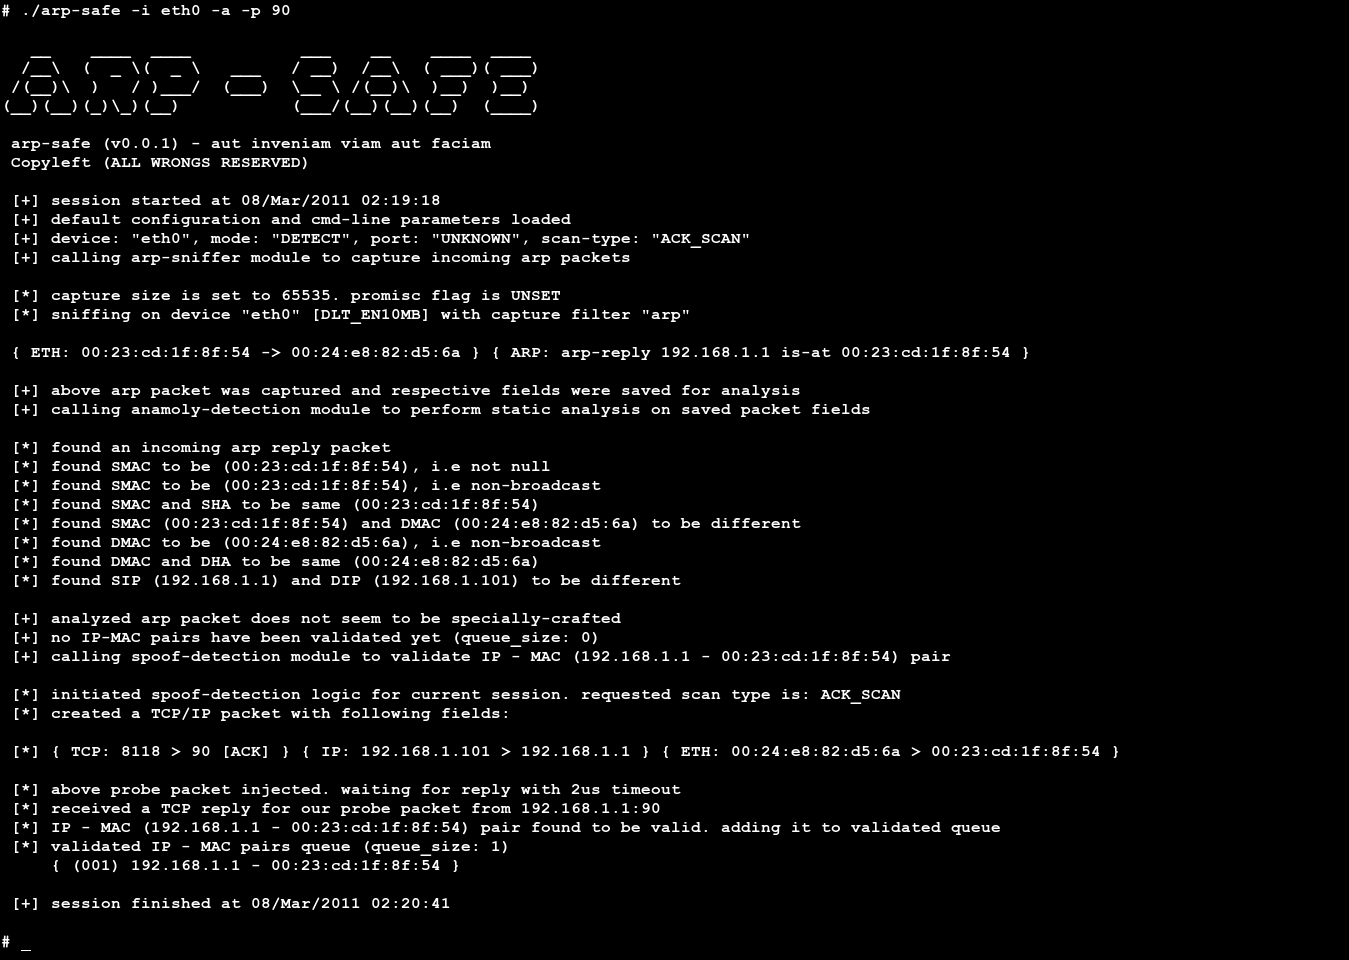 # ./arp-safe -i eth0 -a -p 90
ARP - SAFE
arp-safe (v0.0.1) - aut inveniam viam aut faciam
Copyleft (ALL WRONGS RESERVED)
[+] session started at 08/Mar/2011 02:19:18
[+] default configuration and cmd-line parameters loaded
[+] device: "eth0", mode: "DETECT", port: "UNKNOWN", scan-type: "ACK_SCAN"
[+] calling arp-sniffer module to capture incoming arp packets
[*] capture size is set to 65535. promisc flag is UNSET
[*] sniffing on device "eth0" [DLT_EN10MB] with capture filter "arp"
{ ETH: 00:23:cd:1f:8f:54 -> 00:24:e8:82:d5:6a } { ARP: arp-reply 192.168.1.1 is-at 00:23:cd:1f:8f:54 }
[+] above arp packet was captured and respective fields were saved for analysis
[+] calling anamoly-detection module to perform static analysis on saved packet fields
[*] found an incoming arp reply packet
[*] found SMAC to be (00:23:cd:1f:8f:54), i.e not null
[*] found SMAC to be (00:23:cd:1f:8f:54), i.e non-broadcast
[*] found SMAC and SHA to be same (00:23:cd:1f:8f:54)
[*] found SMAC (00:23:cd:1f:8f:54) and DMAC (00:24:e8:82:d5:6a) to be different
[*] found DMAC to be (00:24:e8:82:d5:6a), i.e non-broadcast
[*] found DMAC and DHA to be same (00:24:e8:82:d5:6a)
[*] found SIP (192.168.1.1) and DIP (192.168.1.101) to be different
[+] analyzed arp packet does not seem to be specially-crafted
[+] no IP-MAC pairs have been validated yet (queue_size: 0)
[+] calling spoof-detection module to validate IP - MAC (192.168.1.1 - 00:23:cd:1f:8f:54) pair
[*] initiated spoof-detection logic for current session. requested scan type is: ACK_SCAN
[*] created a TCP/IP packet with following fields:
[*] { TCP: 8118 > 90 [ACK] } { IP: 192.168.1.101 > 192.168.1.1 } { ETH: 00:24:e8:82:d5:6a > 00:23:cd:1f:8f:54 }
[*] above probe packet injected. waiting for reply with 2us timeout
[*] received a TCP reply for our probe packet from 192.168.1.1:90
[*] IP - MAC (192.168.1.1 - 00:23:cd:1f:8f:54) pair found to be valid. adding it to validated queue
[*] validated IP - MAC pairs queue (queue_size: 1)
{ (001) 192.168.1.1 - 00:23:cd:1f:8f:54 }
[+] session finished at 08/Mar/2011 02:20:41
# _